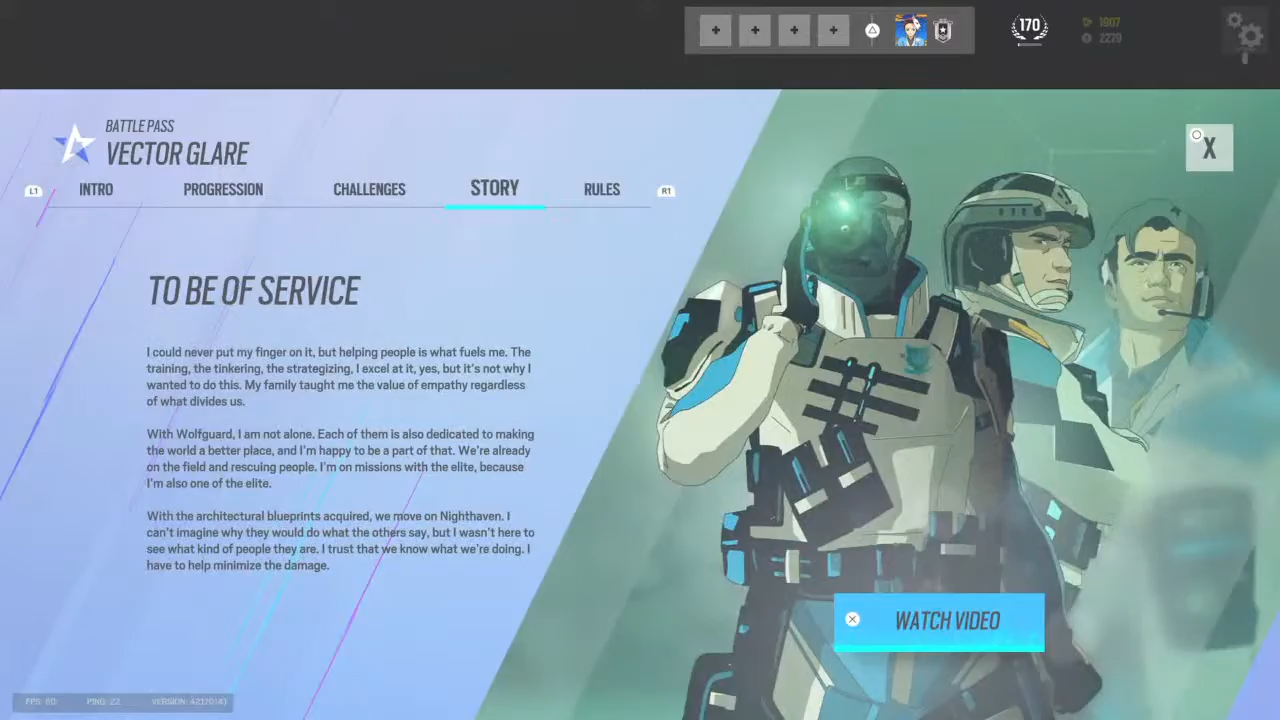 170
1907
2279
BATTLE PASS
VECTOR GLARE
L1
INTRO
PROGRESSION
CHALLENGES
STORY
RULES
R1
X
TO BE OF SERVICE
I could never put my finger on it, but helping people is what fuels me. The
training, the tinkering, the strategizing, I excel at it, yes, but it's not why I
wanted to do this. My family taught me the value of empathy regardless
of what divides us.
With Wolfguard, I am not alone. Each of them is also dedicated to making
the world a better place, and I'm happy to be a part of that. We're already
on the field and rescuing people. I'm on missions with the elite, because
I'm also one of the elite.
With the architectural blueprints acquired, we move on Nighthaven. I
can't imagine why they would do what the others say, but I wasn't here to
see what kind of people they are. I trust that we know what we're doing. I
have to help minimize the damage.
WATCH VIDEO
FPS: 60
PING: 22
VERSION: